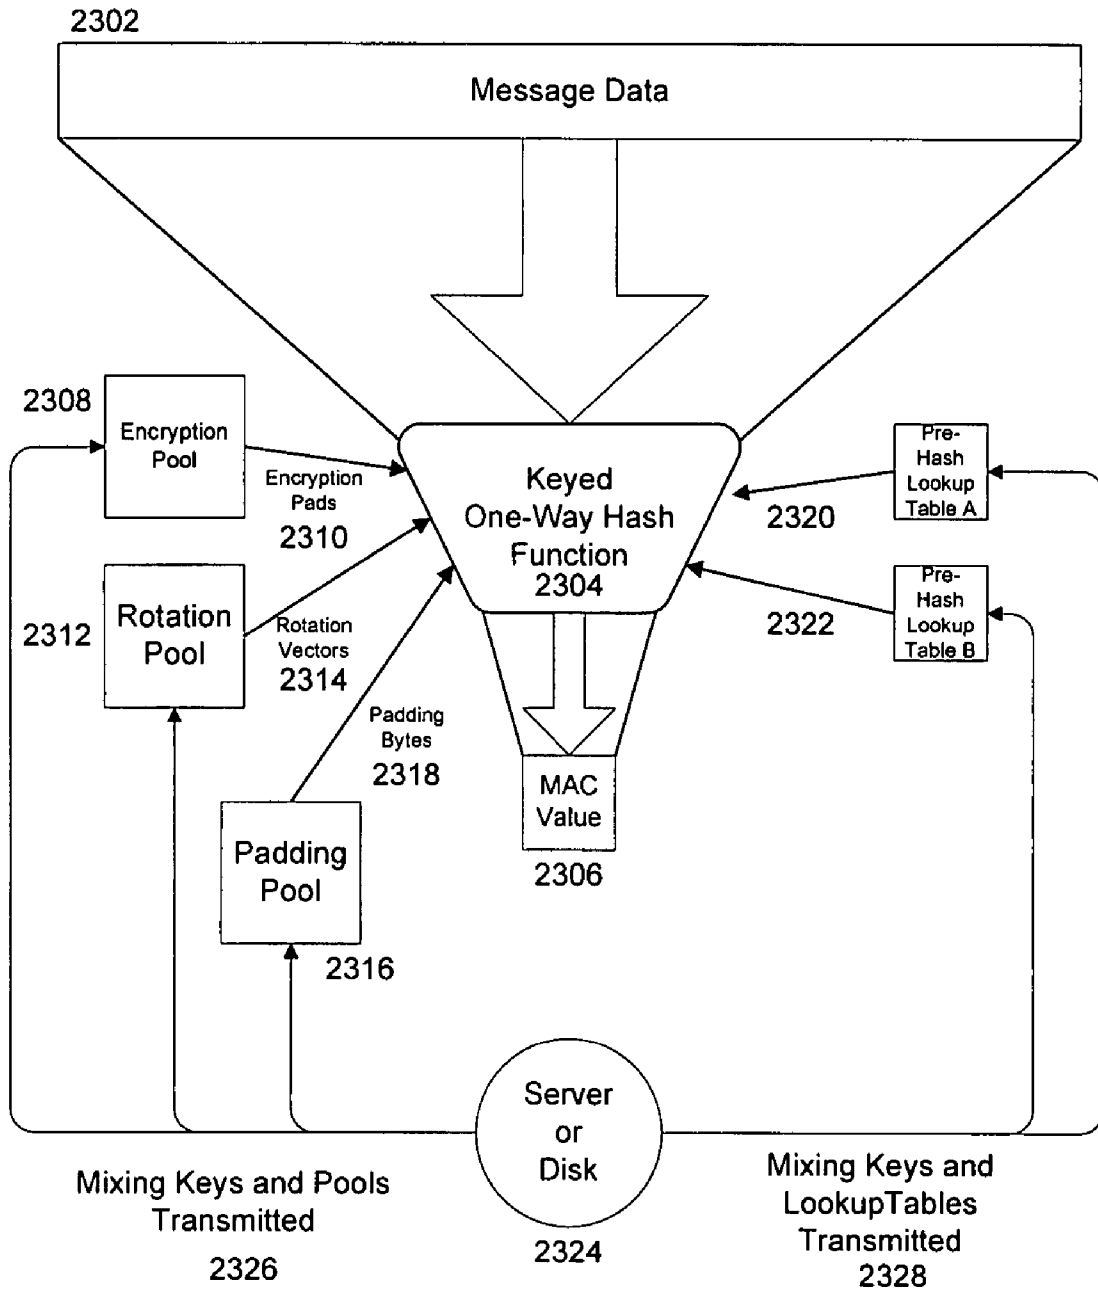 2302
Message Data
2308
Encryption
Pool
Encryption
Pads
2310
2312
Rotation
Pool
Rotation
Vectors
2314
Padding
Bytes
2318
Padding
Pool
2316
Keyed
One-Way Hash
Function
2304
MAC
Value
2306
Pre-
Hash
Lookup
Table A
2320
Pre-
Hash
Lookup
Table B
2322
Server
or
Disk
2324
Mixing Keys and Pools
Transmitted
2326
Mixing Keys and
LookupTables
Transmitted
2328